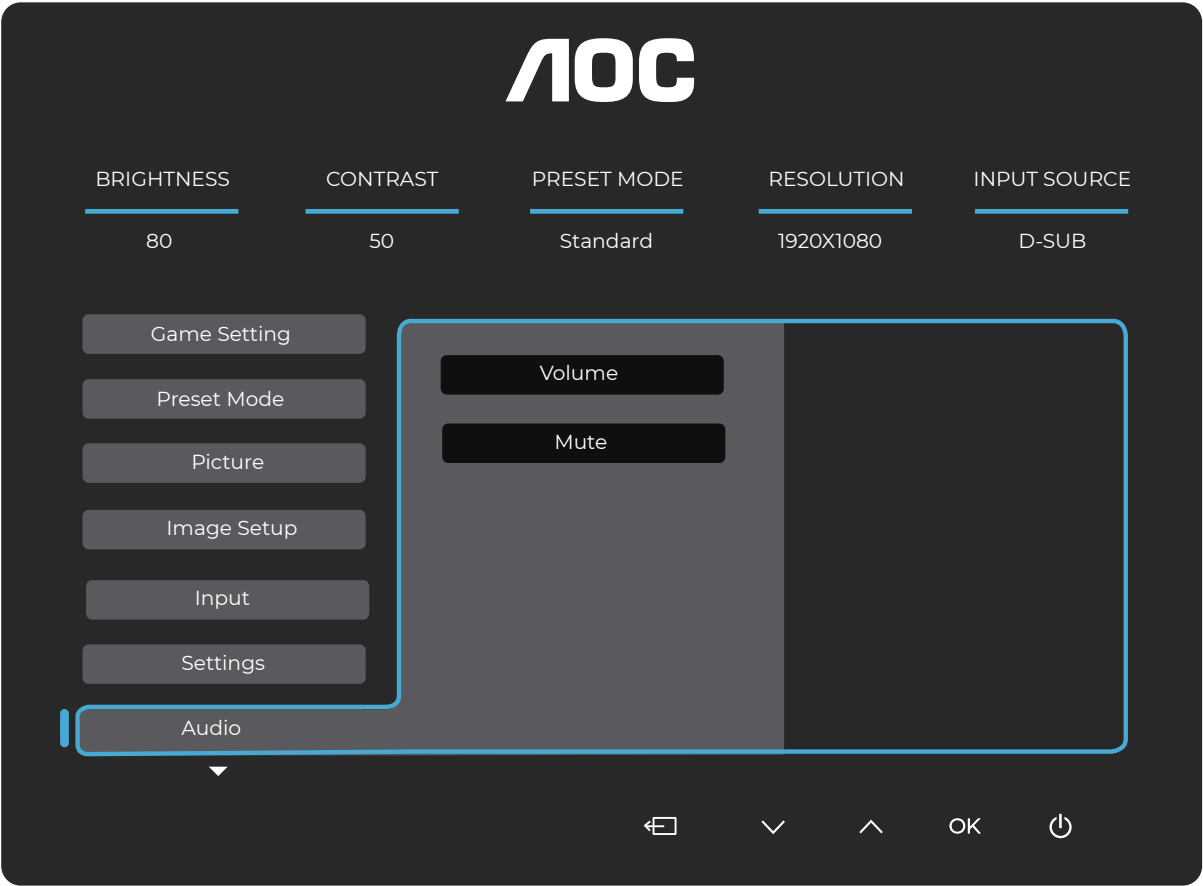 AOC
BRIGHTNESS CONTRAST PRESET MODE RESOLUTION INPUT SOURCE
80 50 Standard 1920X1080 D-SUB
Game Setting
Volume
Preset Mode
Mute
Picture
Image Setup
Input
Settings
Audio
OK